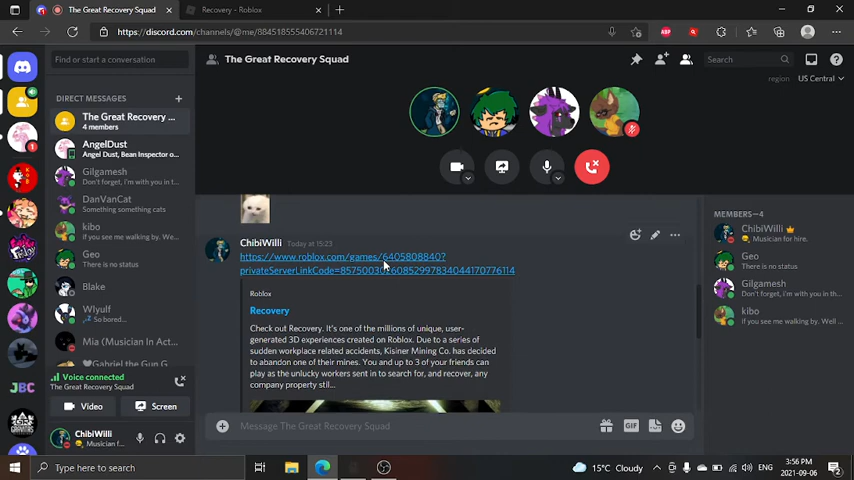 (1) The Great Recovery Squad
Recovery - Roblox
https://discord.com/channels/@me/884518555406721114
ABP
Find or start a conversation
The Great Recovery Squad
Search
region
US Central
DIRECT MESSAGES
The Great Recovery ...
4 members
AngelDust
Angel Dust, Bean Inspector o
Gilgamesh
Don't forget, i'm with you in t
DanVanCat
Something something cats
kibo
If you see me walking by. We
Geo
There is no status
Blake
Wlyulf
So bored...
Mia (Musician In Act...
Gabriel the Gun G
JBC
Voice connected
The Great Recovery Squad
Video
Screen
ChibiWilli
Musician f...
ChibiWilli
Today at 15:23
https://www.roblox.com/games/6405808840?
Roblox
Recovery
Check out Recovery. It's one of the millions of unique, user-
generated 3D experiences created on Roblox. Due to a series of
sudden workplace related accidents, Kisiner Mining Co. has decided
to abandon one of their mines. You and up to 3 of your friends can
play as the unlucky workers sent in to search for, and recover, any
company property stil...
Message The Great Recovery Squad
GIF
MEMBERS—4
ChibiWilli
Musician for hire.
Geo
There is no status
Gilgamesh
Don't forget, i'm with you in th...
kibo
If you see me walking by. Well ...
Type here to search
15°C Cloudy
ENG
3:56 PM
2021-09-06